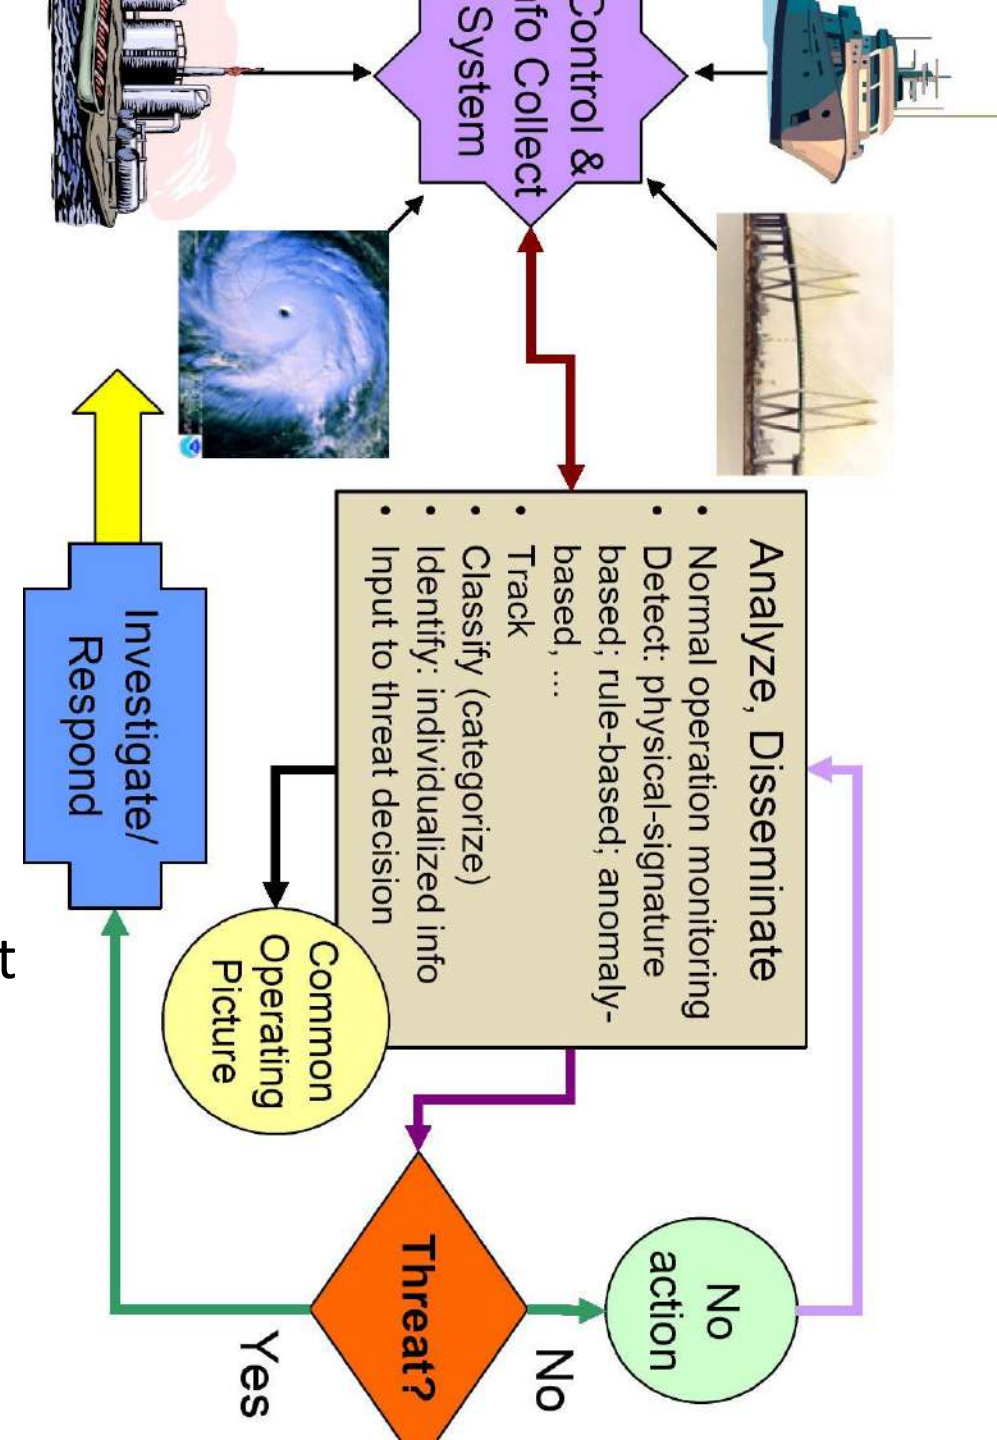 Control &
nfo Collect
System
Analyze, Disseminate
• Normal operation monitoring
• Detect: physical-signature
based; rule-based; anomaly-
based, ...
• Track
• Classify (categorize)
• Identify: individualized info
• Input to threat decision
Common
Operating
Picture
Threat?
No
No
action
Yes
Investigate/
Respond
t